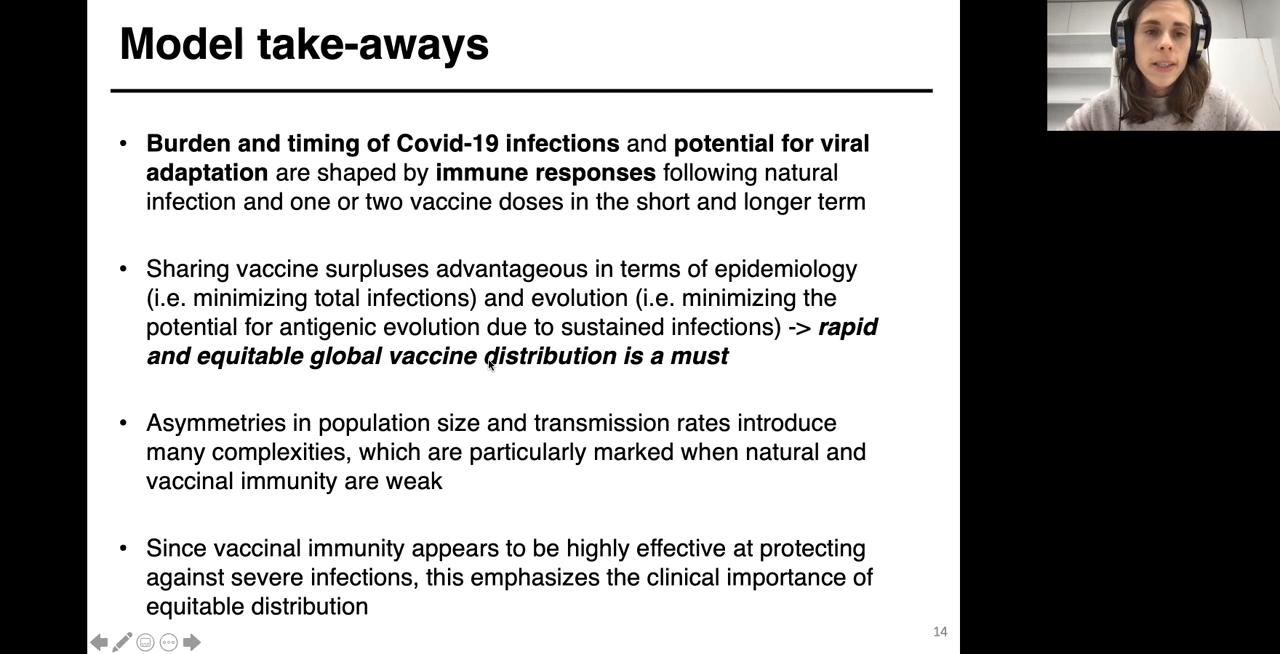 Model take-aways
• Burden and timing of Covid-19 infections and potential for viral
adaptation are shaped by immune responses following natural
infection and one or two vaccine doses in the short and longer term
• Sharing vaccine surpluses advantageous in terms of epidemiology
(i.e. minimizing total infections) and evolution (i.e. minimizing the
potential for antigenic evolution due to sustained infections) -> rapid
and equitable global vaccine distribution is a must
• Asymmetries in population size and transmission rates introduce
many complexities, which are particularly marked when natural and
vaccinal immunity are weak
• Since vaccinal immunity appears to be highly effective at protecting
against severe infections, this emphasizes the clinical importance of
equitable distribution
14